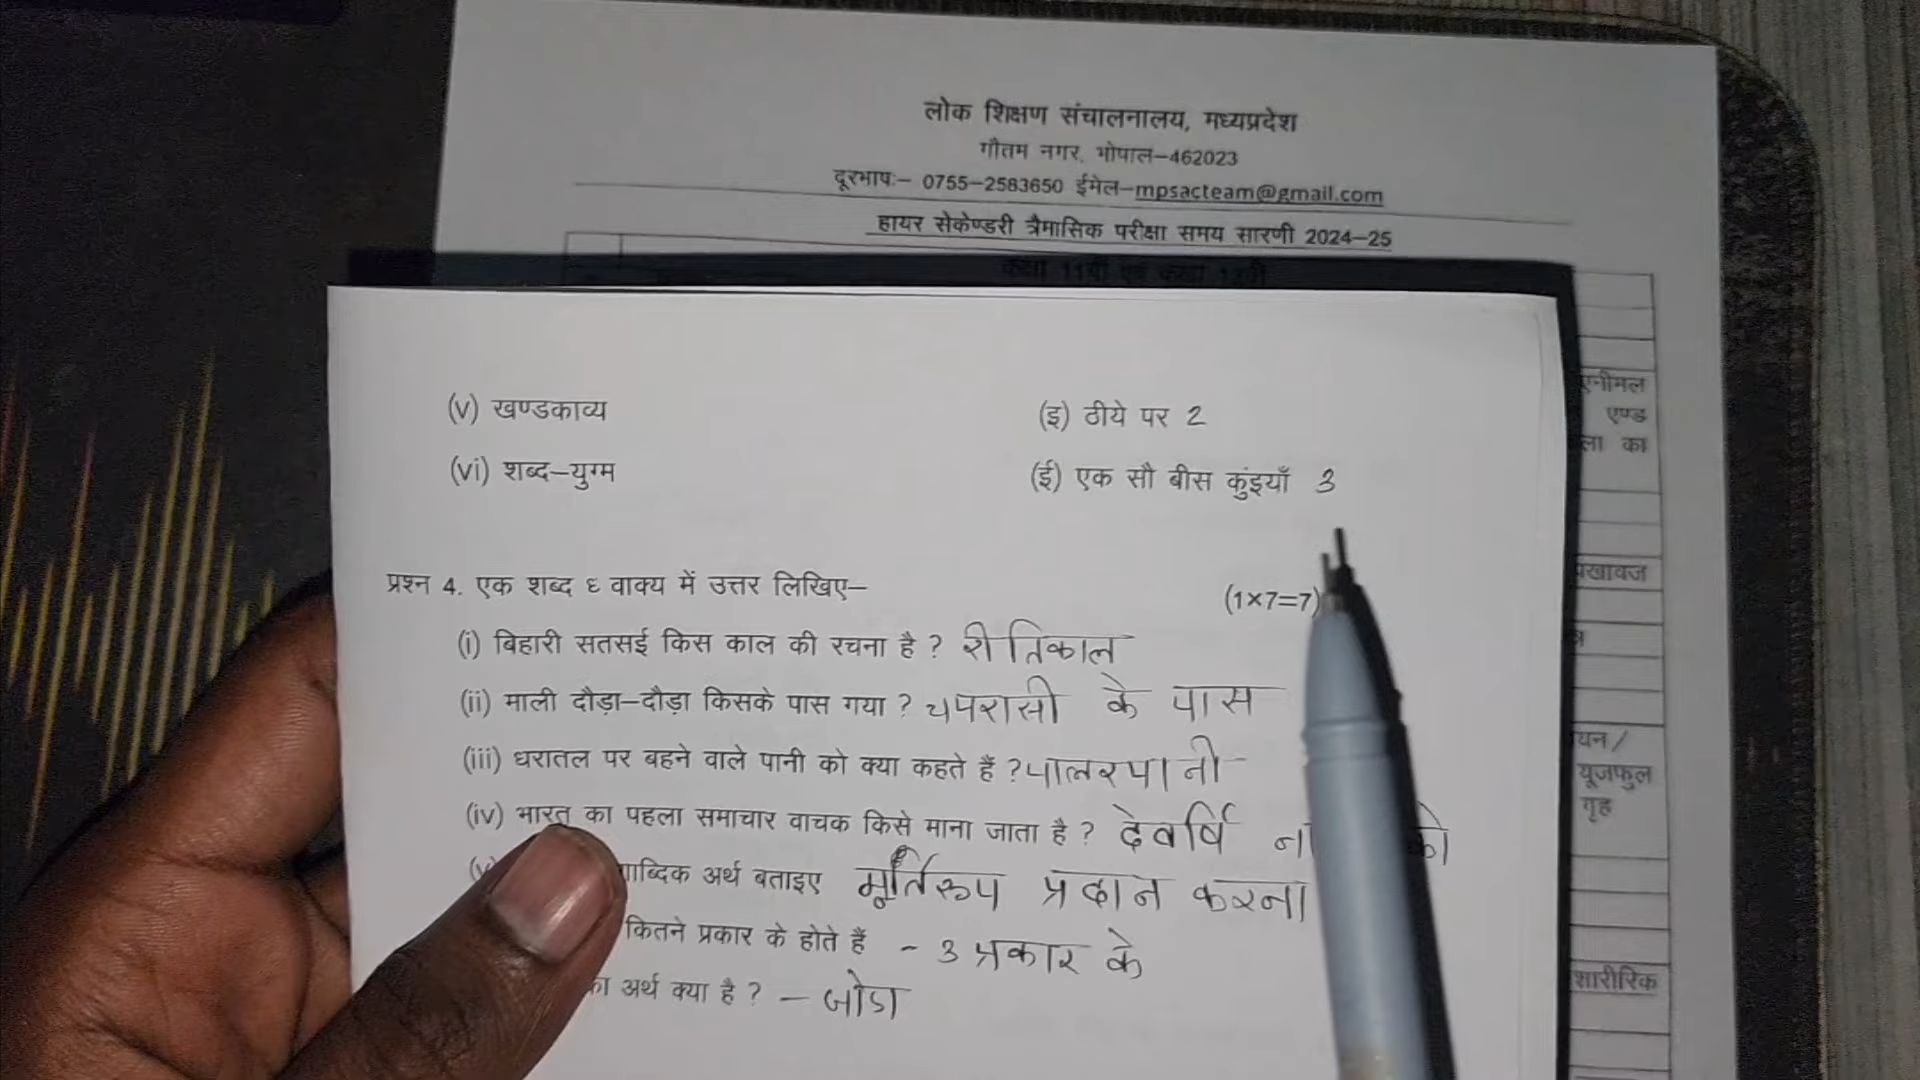 लोक शिक्षण संचालनालय, मध्यप्रदेश
गौतम नगर, भोपाल–462023
दूरभाषः– 0755–2583650 ईमेल–mpsacteam@gmail.com
हायर सेकेण्डरी त्रैमासिक परीक्षा समय सारणी 2024–25
एनीमल
एण्ड
ला का
(v) खण्डकाव्य (इ) ठीये पर 2
(vi) शब्द–युग्म (ई) एक सौ बीस कुंइयाँ 3
पखावज
प्रश्न 4. एक शब्द ६ वाक्य में उत्तर लिखिए– (1×7=7)
(i) बिहारी सतसई किस काल की रचना है ? रीतिकाल
(ii) माली दौड़ा–दौड़ा किसके पास गया ? चपरासी के पास
(iii) धरातल पर बहने वाले पानी को क्या कहते हैं ? पालरपानी
यन /
यूजफुल
गृह
(iv) भारत का पहला समाचार वाचक किसे माना जाता है ? देवर्षि ना को
शाब्दिक अर्थ बताइए मूर्तिरूप प्रदान करना
कितने प्रकार के होते हैं - 3 प्रकार के
का अर्थ क्या है ? – जोडा
शारीरिक